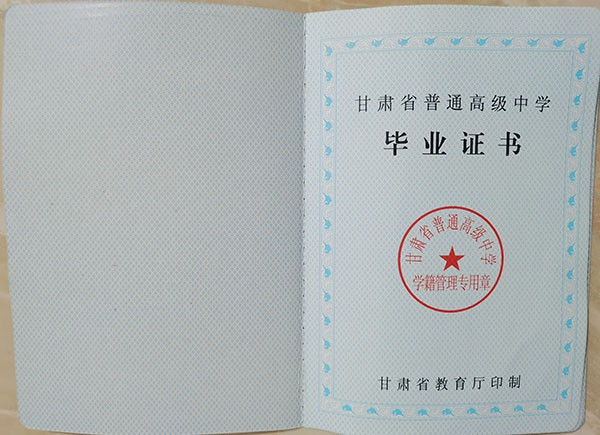 甘肃省普通高级中学
毕业证书
甘肃省普通高级中学
学籍管理专用章
甘肃省教育厅印制